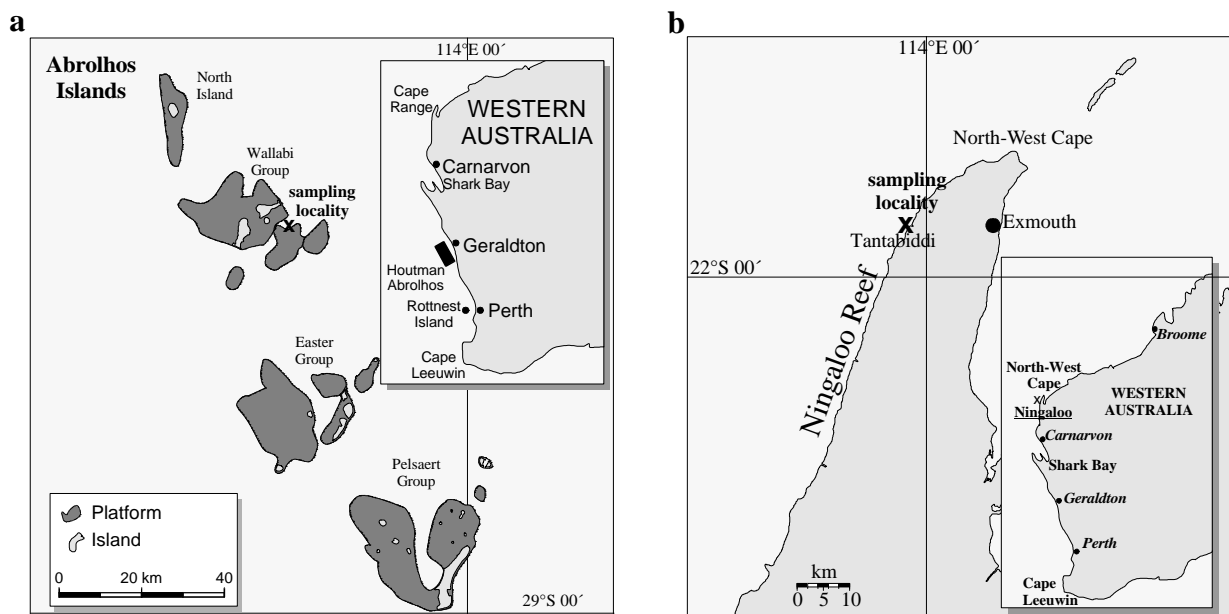 a
114°E 00´
Abrolhos
Islands
North
Island
Wallabi
Group
sampling
locality
x
Easter
Group
Pelsaert
Group
Platform
Island
0 20 km 40
29°S 00´
Cape
Range
WESTERN
AUSTRALIA
Carnarvon
Shark Bay
Geraldton
Houtman
Abrolhos
Rottnest
Island
Perth
Cape
Leeuwin
b
114°E 00´
North-West Cape
sampling
locality
x
Tantabiddi
Exmouth
22°S 00´
Ningaloo Reef
km
0 5 10
Broome
North-West
Cape
x
Ningaloo
WESTERN
AUSTRALIA
Carnarvon
Shark Bay
Geraldton
Perth
Cape
Leeuwin